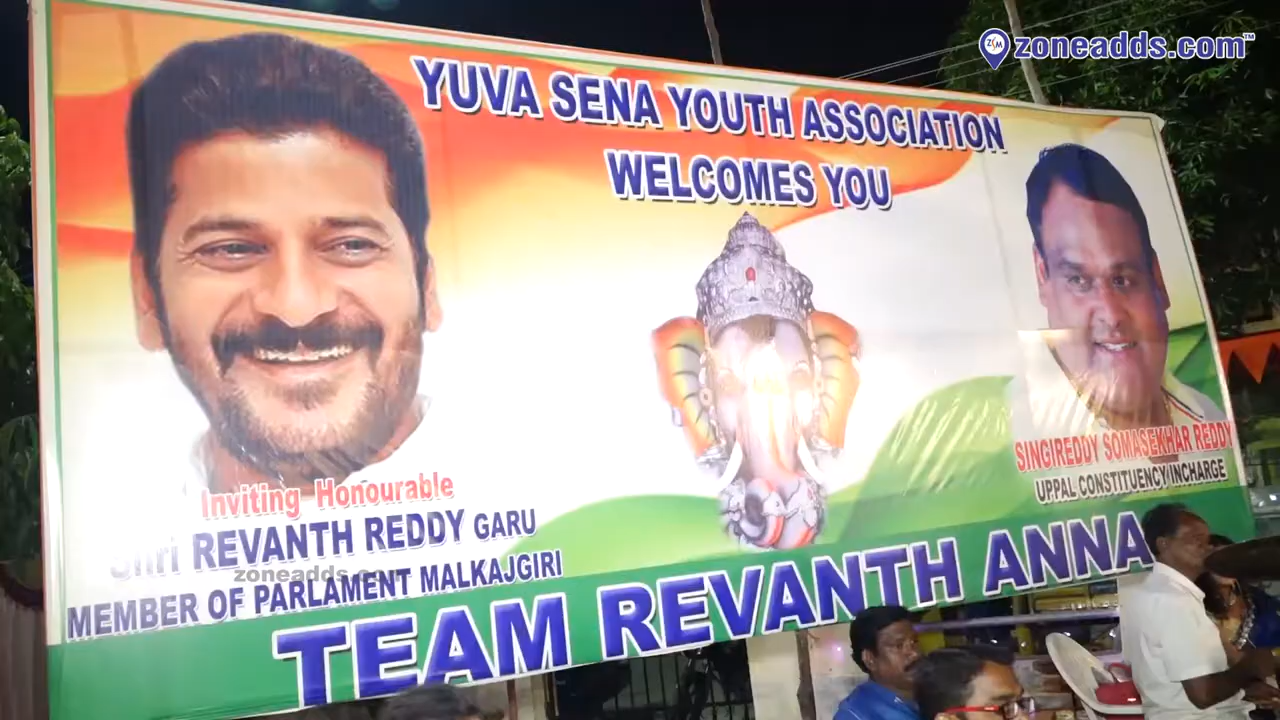 zoneadds.com™
YUVA SENA YOUTH ASSOCIATION
WELCOMES YOU
Inviting Honourable
Shri REVANTH REDDY GARU
MEMBER OF PARLAMENT MALKAJGIRI
SINGIREDDY SOMASEKHAR REDDY
UPPAL CONSTITUENCY INCHARGE
TEAM REVANTH ANNA
zoneadds.com